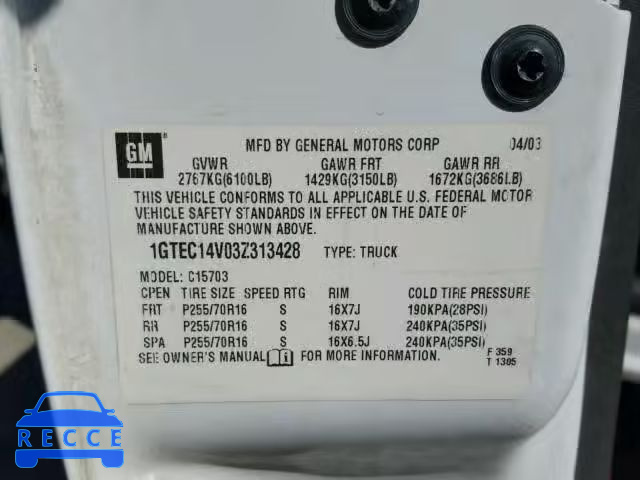 GM
MFD BY GENERAL MOTORS CORP 04/03
GVWR GAWR FRT GAWR RR
2767KG(6100LB) 1429KG(3150LB) 1672KG(3686LB)
THIS VEHICLE CONFORMS TO ALL APPLICABLE U.S. FEDERAL MOTOR
VEHICLE SAFETY STANDARDS IN EFFECT ON THE DATE OF
MANUFACTURE SHOWN ABOVE.
1GTEC14V03Z313428 TYPE: TRUCK
MODEL: C15703
CPEN TIRE SIZE SPEED RTG RIM COLD TIRE PRESSURE
FRT P255/70R16 S 16X7J 190KPA(28PSI)
RR P255/70R16 S 16X7J 240KPA(35PSI)
SPA P255/70R16 S 16X6.5J 240KPA(35PSI)
SEE OWNER'S MANUAL FOR MORE INFORMATION
F 359
T 1305
RECCE